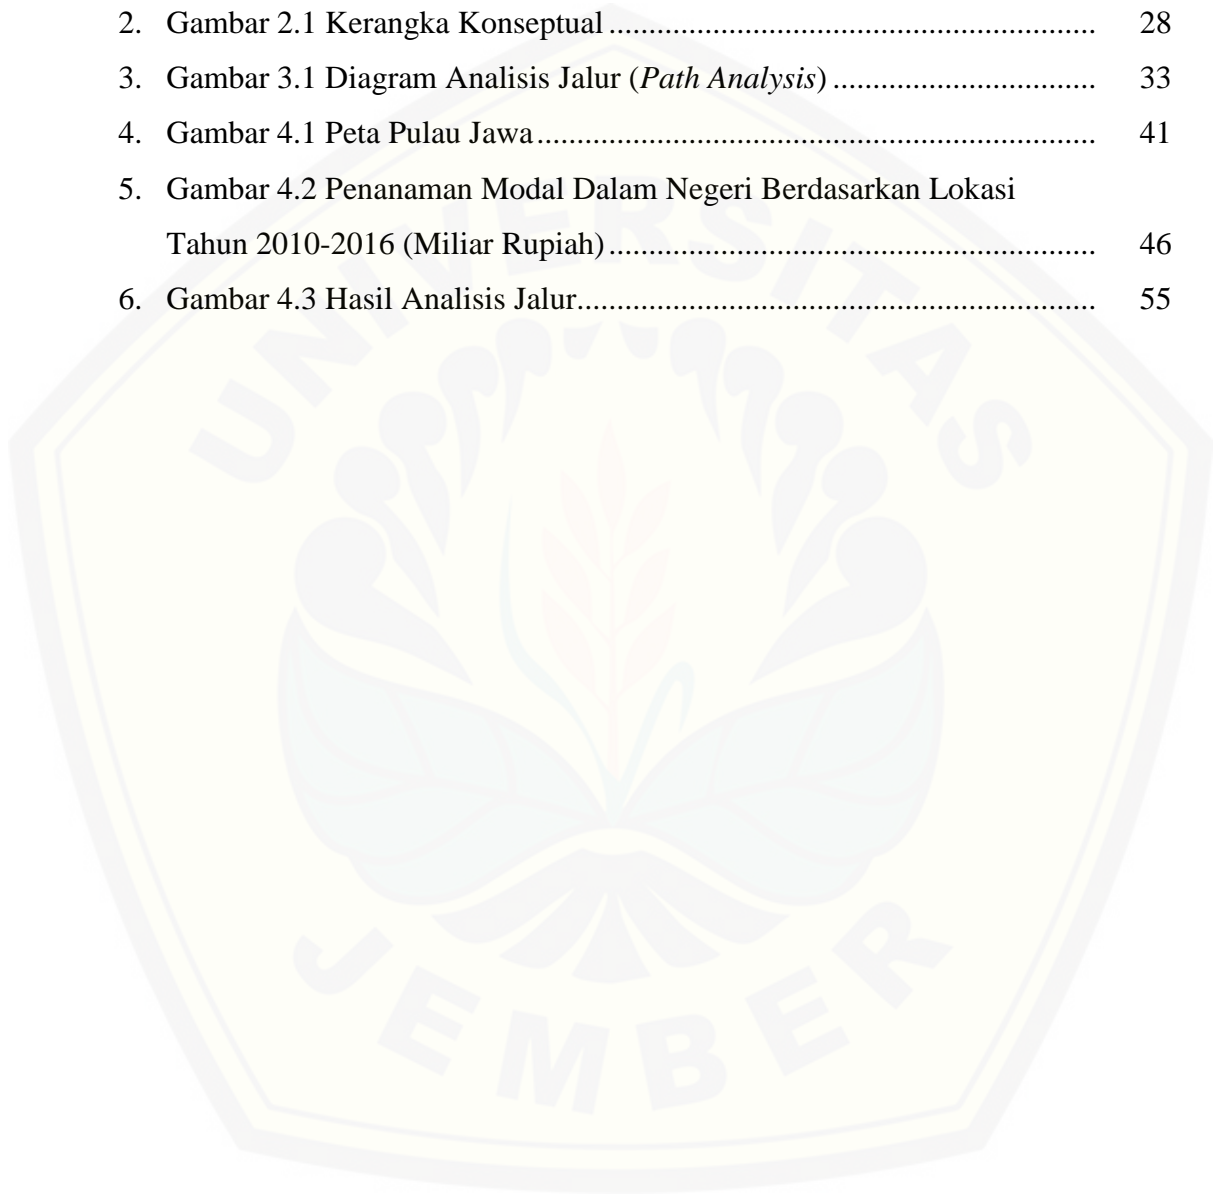 2. Gambar 2.1 Kerangka Konseptual ............................................................. 28
3. Gambar 3.1 Diagram Analisis Jalur (Path Analysis) ................................. 33
4. Gambar 4.1 Peta Pulau Jawa ...................................................................... 41
5. Gambar 4.2 Penanaman Modal Dalam Negeri Berdasarkan Lokasi
Tahun 2010-2016 (Miliar Rupiah) ............................................................. 46
6. Gambar 4.3 Hasil Analisis Jalur................................................................. 55
UNIVERSITAS
JEMBER